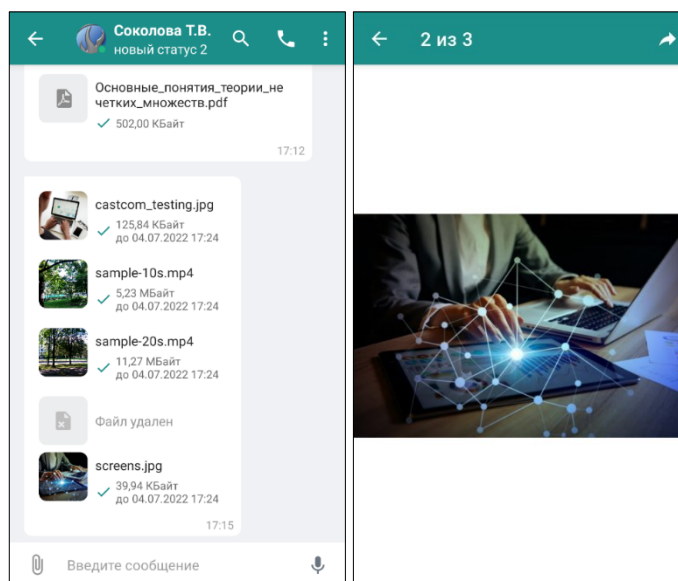 Соколова Т.В.
новый статус 2
Основные_понятия_теории_не
четких_множеств.pdf
502,00 КБайт
17:12
castcom_testing.jpg
125,84 КБайт
до 04.07.2022 17:24
sample-10s.mp4
5,23 МБайт
до 04.07.2022 17:24
sample-20s.mp4
11,27 МБайт
до 04.07.2022 17:24
Файл удален
screens.jpg
39,94 КБайт
до 04.07.2022 17:24
17:15
Введите сообщение
2 из 3